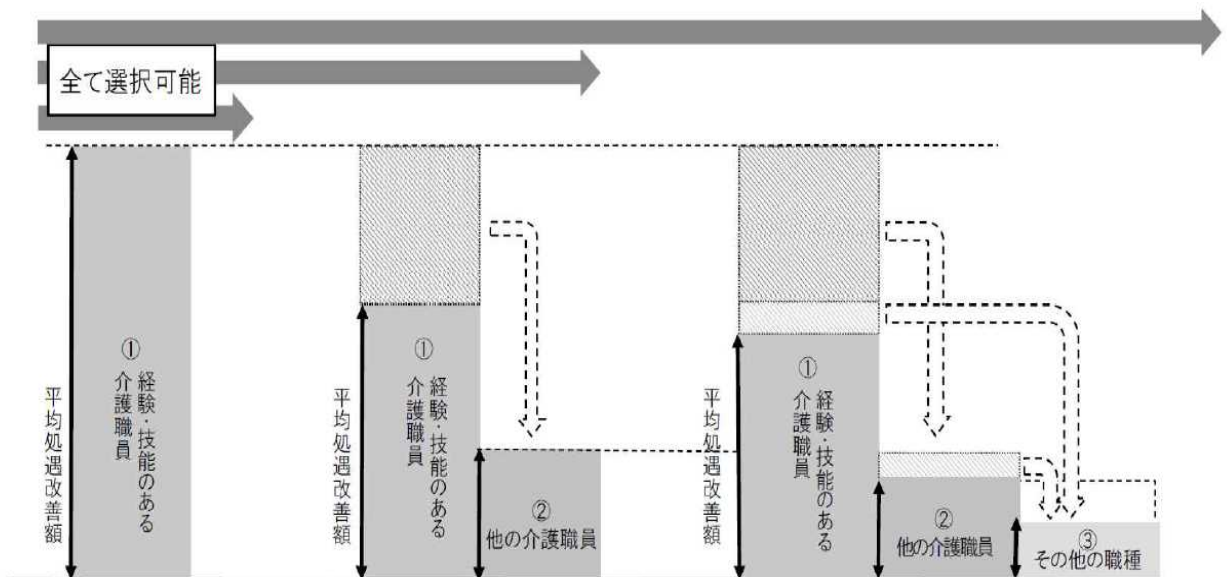 全て選択可能
平均処遇改善額
①
経験・技能のある
介護職員
平均処遇改善額
①
経験・技能のある
介護職員
②
他の介護職員
平均処遇改善額
①
経験・技能のある
介護職員
②
他の介護職員
③
その他の職種